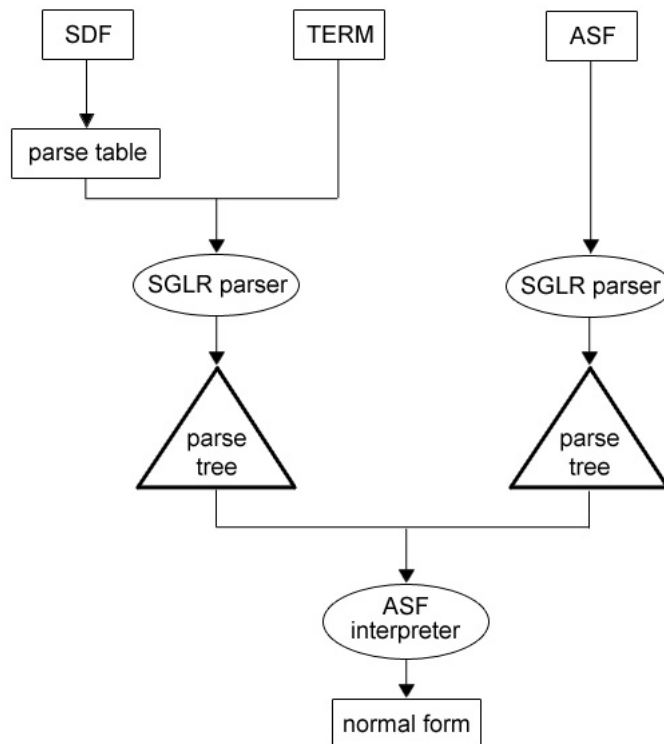 SDF
TERM
ASF
parse table
SGLR parser
SGLR parser
parse
tree
parse
tree
ASF
interpreter
normal form